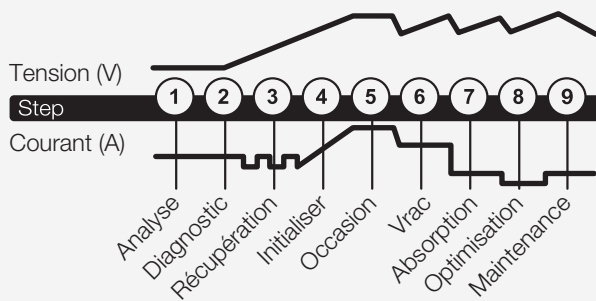 Tension (V)
Step 1 2 3 4 5 6 7 8 9
Courant (A)
Analyse
Diagnostic
Récupération
Initialiser
Occasion
Vrac
Absorption
Optimisation
Maintenance